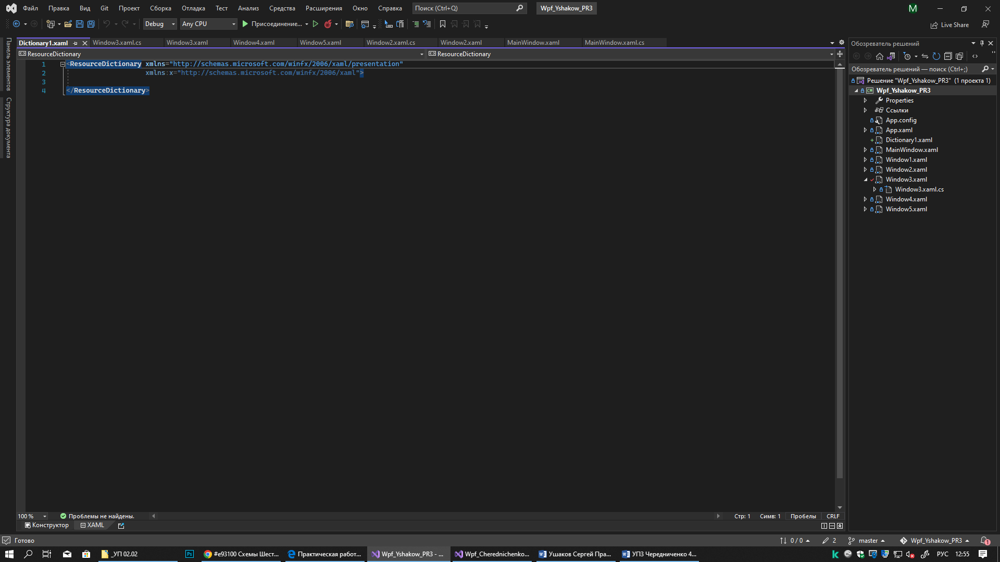 Файл Правка Вид Git Проект Сборка Отладка Тест Анализ Средства Расширения Окно Справка Поиск (Ctrl+Q) Wpf_Yshakow_PR3 M
Debug Any CPU Присоединение... Live Share
Панель элементов
Структура документа
Dictionary1.xaml Window3.xaml.cs Window3.xaml Window4.xaml Window5.xaml Window2.xaml.cs Window2.xaml MainWindow.xaml MainWindow.xaml.cs
ResourceDictionary ResourceDictionary
1 <ResourceDictionary xmlns="http://schemas.microsoft.com/winfx/2006/xaml/presentation"
2 xmlns:x="http://schemas.microsoft.com/winfx/2006/xaml">
3
4 </ResourceDictionary>
Обозреватель решений
Обозреватель решений — поиск (Ctrl+;)
Решение "Wpf_Yshakow_PR3" (1 проекта 1)
Wpf_Yshakow_PR3
Properties
Ссылки
App.config
App.xaml
Dictionary1.xaml
MainWindow.xaml
Window1.xaml
Window2.xaml
Window3.xaml
Window3.xaml.cs
Window4.xaml
Window5.xaml
100 % Проблемы не найдены. Стр: 1 Симв: 1 Пробелы CRLF
Конструктор XAML
Готово 0 / 0 2 master Wpf_Yshakow_PR3 1
_УП 02.02 Ps #e93100 Схемы Шест... Практическая работ... Wpf_Yshakow_PR3 - ... Wpf_Cherednichenko... Ушаков Сергей Пра... УП3 Чередниченко 4... РУС 12:55